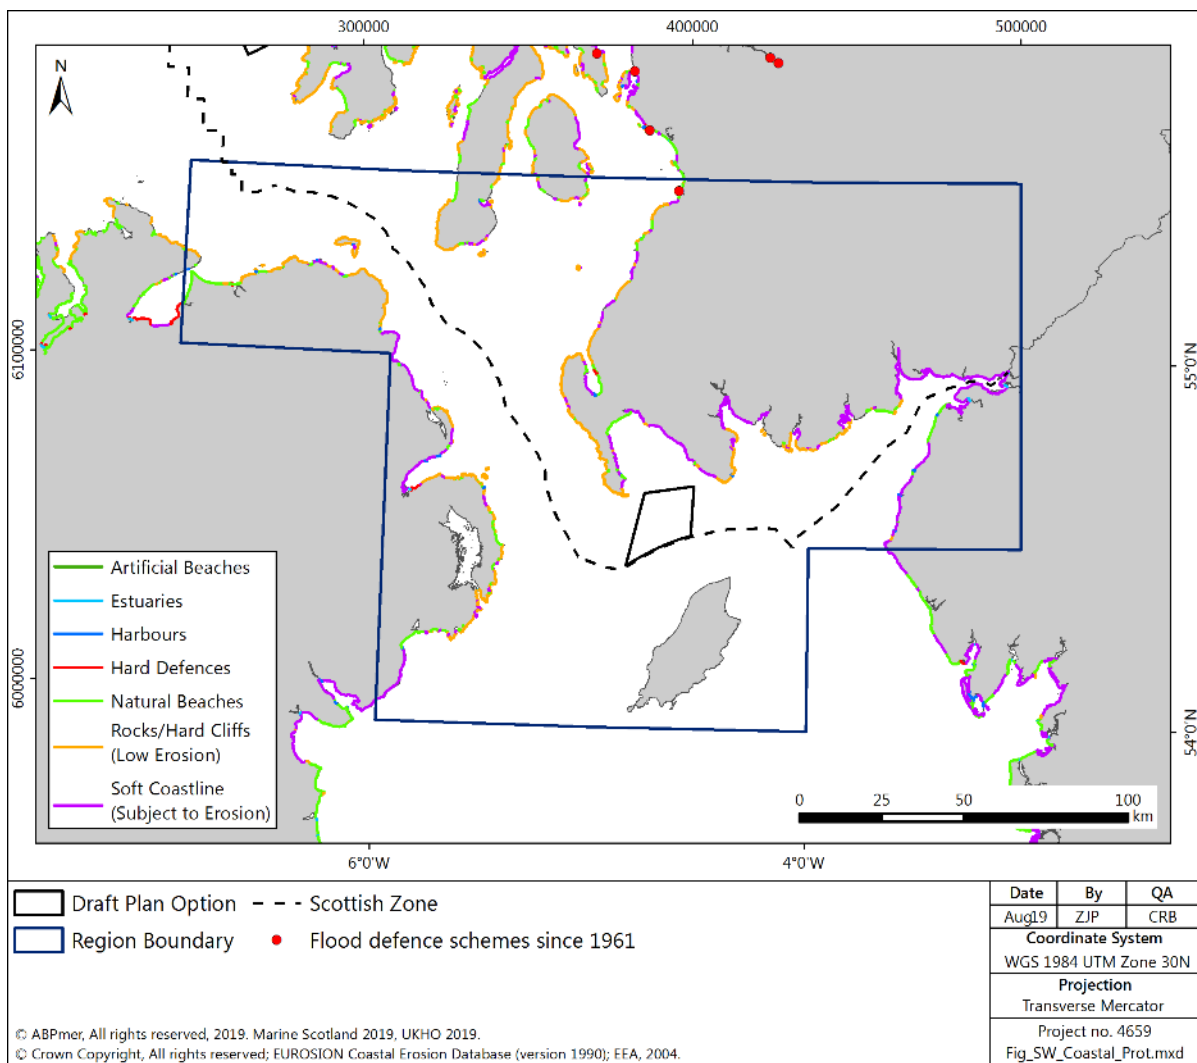 300000
400000
500000
N
6100000
55°0'N
6000000
54°0'N
Artificial Beaches
Estuaries
Harbours
Hard Defences
Natural Beaches
Rocks/Hard Cliffs
(Low Erosion)
Soft Coastline
(Subject to Erosion)
0 25 50 100
km
6°0'W
4°0'W
Draft Plan Option
Scottish Zone
Region Boundary
Flood defence schemes since 1961
Date By QA
Aug19 ZJP CRB
Coordinate System
WGS 1984 UTM Zone 30N
Projection
Transverse Mercator
Project no. 4659
Fig_SW_Coastal_Prot.mxd
© ABPmer, All rights reserved, 2019. Marine Scotland 2019, UKHO 2019.
© Crown Copyright, All rights reserved; EUROSION Coastal Erosion Database (version 1990); EEA, 2004.